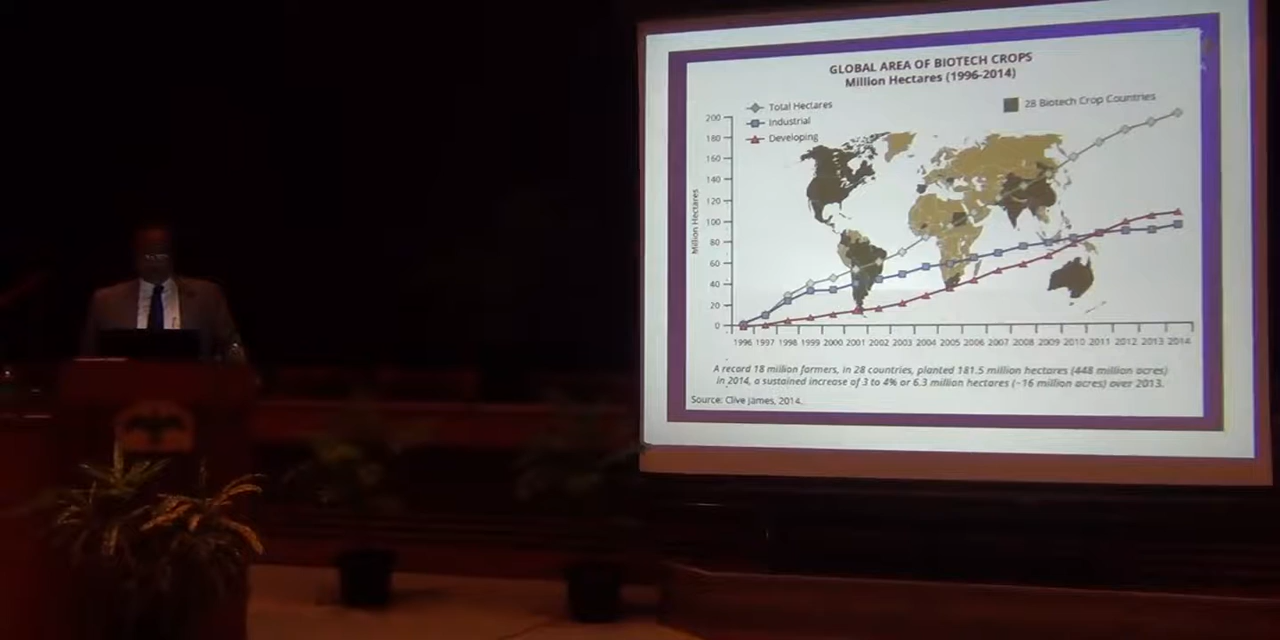 GLOBAL AREA OF BIOTECH CROPS
Million Hectares (1996-2014)
Total Hectares
Industrial
Developing
28 Biotech Crop Countries
Million Hectares
200
180
160
140
120
100
80
60
40
20
0
1996 1997 1998 1999 2000 2001 2002 2003 2004 2005 2006 2007 2008 2009 2010 2011 2012 2013 2014
A record 18 million farmers, in 28 countries, planted 181.5 million hectares (448 million acres)
in 2014, a sustained increase of 3 to 4% or 6.3 million hectares (~16 million acres) over 2013.
Source: Clive James, 2014.